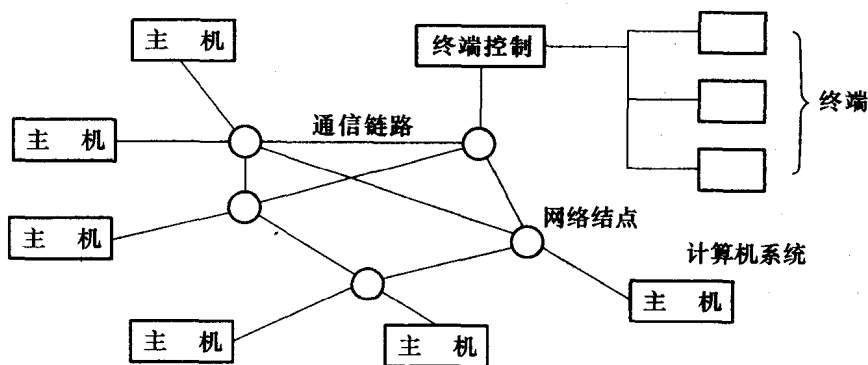 主 机
终端控制
终端
主 机
通信链路
主 机
网络结点
计算机系统
主 机
主 机
主 机